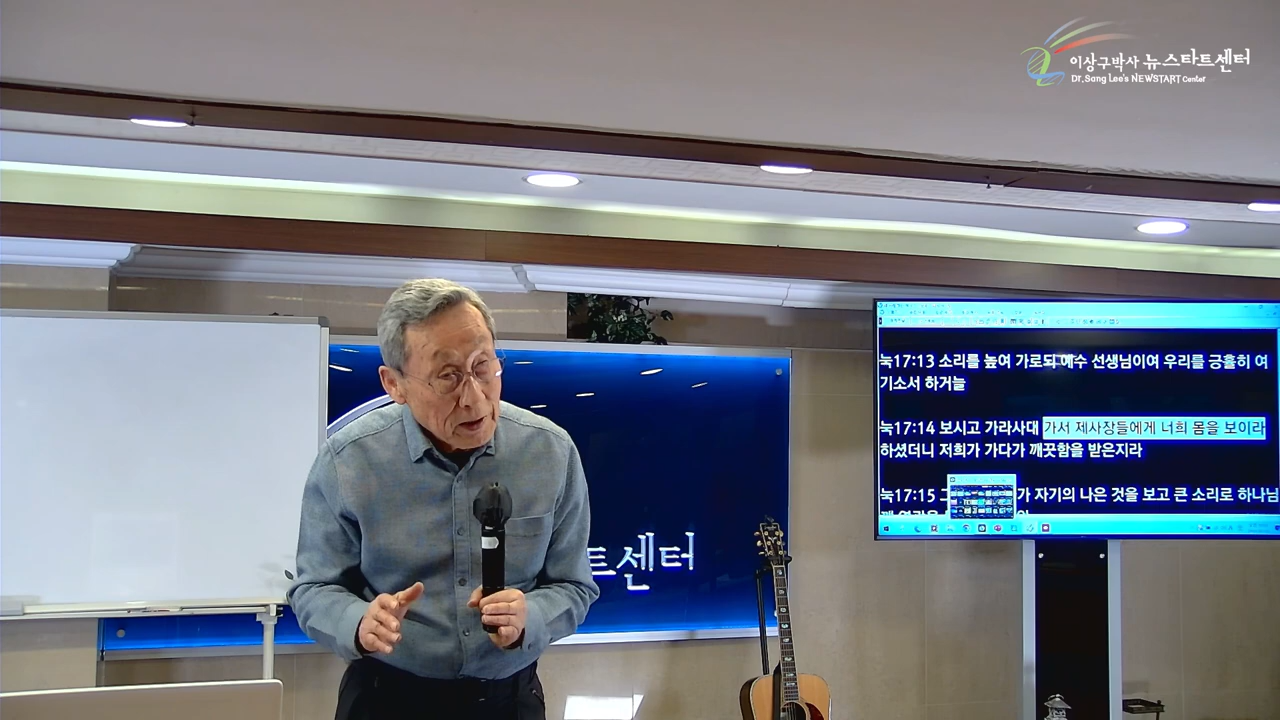 이상구박사 뉴스타트센터
Dr. Sang Lee's NEWSTART Center
눅17:13 소리를 높여 가로되 예수 선생님이여 우리를 긍휼히 여
기소서 하거늘
눅17:14 보시고 가라사대 가서 제사장들에게 너희 몸을 보이라
하셨더니 저희가 가다가 깨끗함을 받은지라
눅17:15 가 자기의 나은 것을 보고 큰 소리로 하나님
트센터